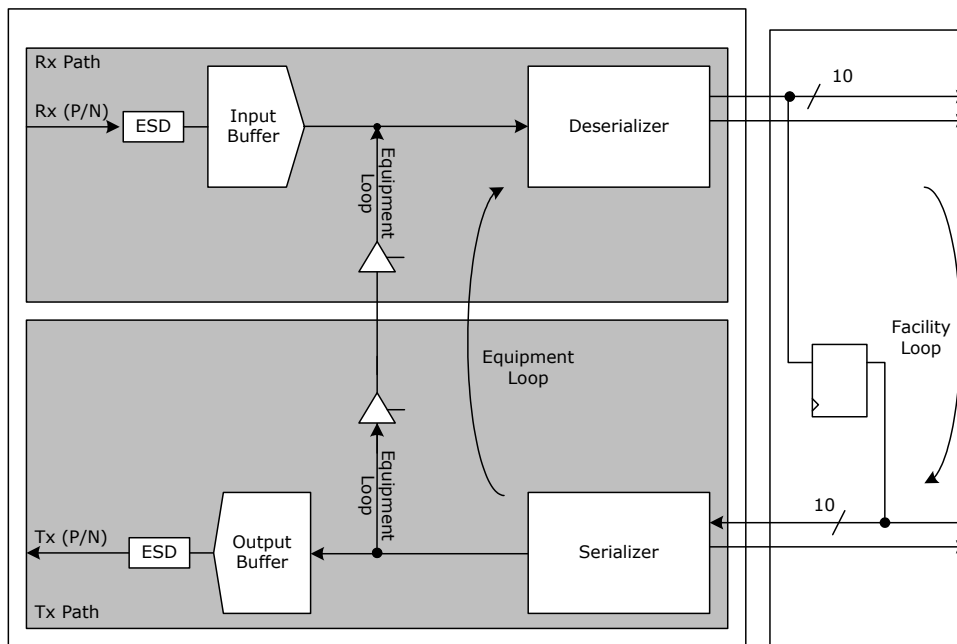 Rx Path
Rx (P/N)
ESD
Input
Buffer
Deserializer
10
Equipment
Loop
Equipment
Loop
Facility
Loop
Equipment
Loop
10
Tx (P/N)
ESD
Output
Buffer
Serializer
Tx Path